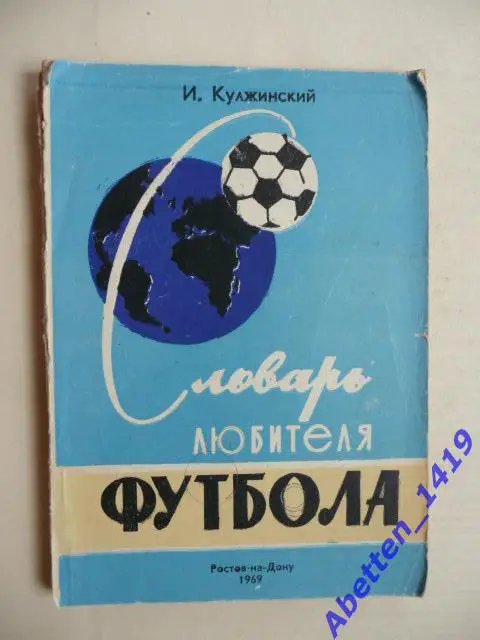 И. Кулжинский
Словарь
ЛЮБИТЕЛЯ
ФУТБОЛА
Ростов-на-Дону
1969
Abetten_1419